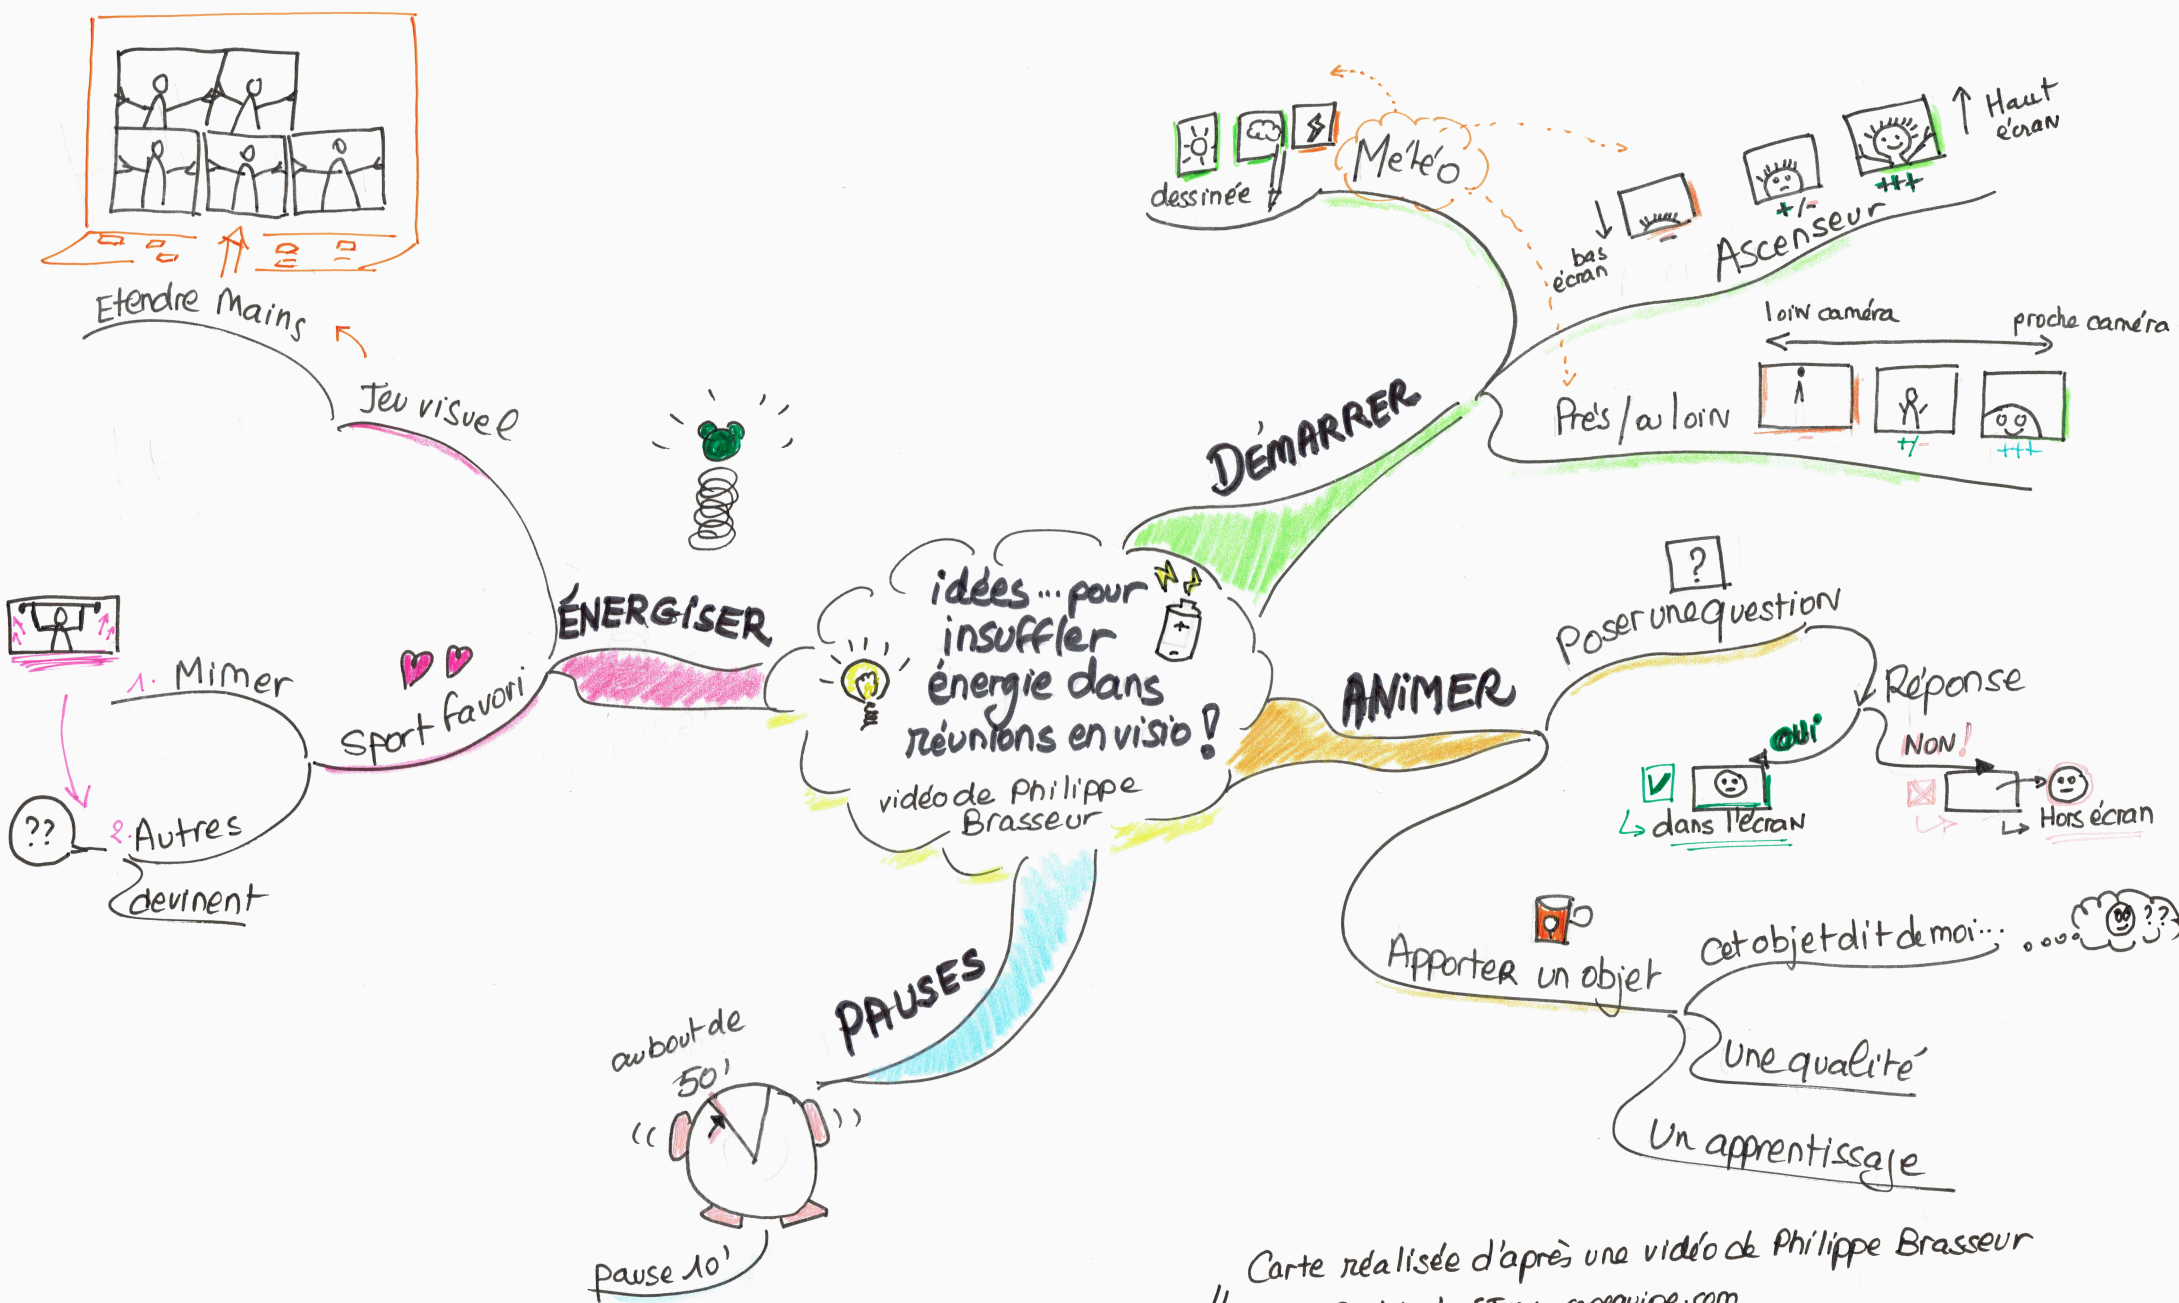 idées... pour
insuffler
énergie dans
réunions en visio !
vidéo de Philippe
Brasseur
DÉMARRER
Météo
dessinée
Ascenseur
bas
écran
-
+/-
+++
Haut
écran
Près / au loin
loin caméra
proche caméra
-
+/-
+++
ANIMER
?
Poser une question
Réponse
OUI
dans l'écran
NON !
Hors écran
Apporter un objet
Cet objet dit de moi...
??
Une qualité
Un apprentissage
PAUSES
au bout de
50'
pause 10'
ÉNERGISER
Jeu visuel
Etendre Mains
sport favori
1. Mimer
2. Autres
devinent
??
Carte réalisée d'après une vidéo de Philippe Brasseur